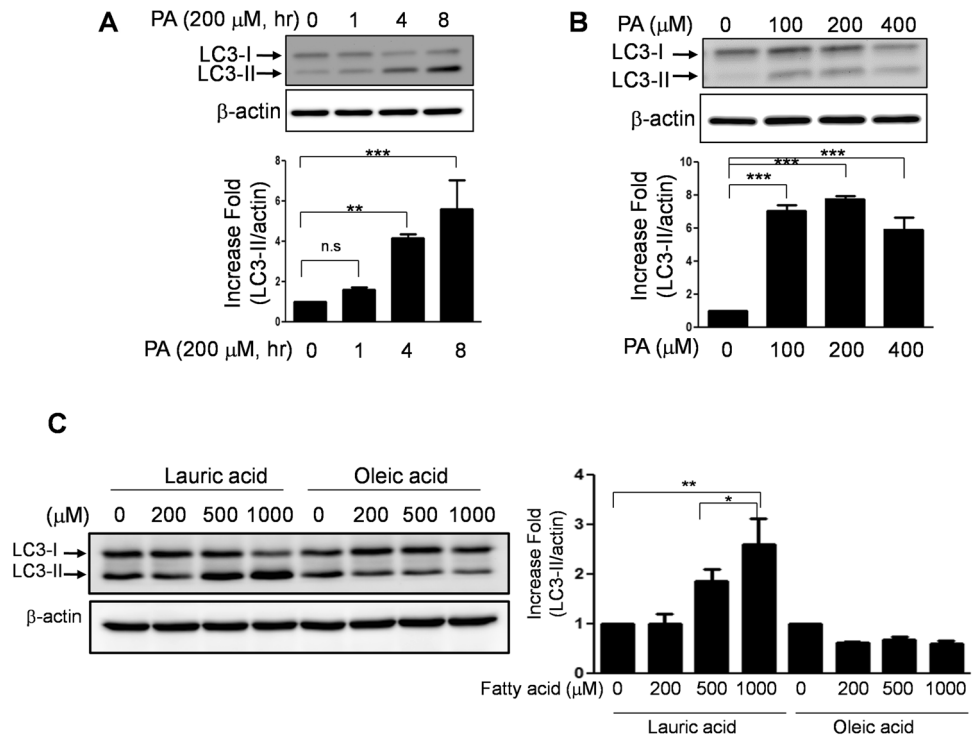 A
PA (200 μM, hr) 0 1 4 8
LC3-I
LC3-II
β-actin
***
**
n.s
8
6
4
2
0
Increase Fold
(LC3-II/actin)
PA (200 μM, hr) 0 1 4 8
B
PA (μM) 0 100 200 400
LC3-I
LC3-II
β-actin
***
***
***
10
8
6
4
2
0
Increase Fold
(LC3-II/actin)
PA (μM) 0 100 200 400
C
Lauric acid Oleic acid
(μM) 0 200 500 1000 0 200 500 1000
LC3-I
LC3-II
β-actin
**
*
4
3
2
1
0
Increase Fold
(LC3-II/actin)
Fatty acid (μM) 0 200 500 1000 0 200 500 1000
Lauric acid Oleic acid